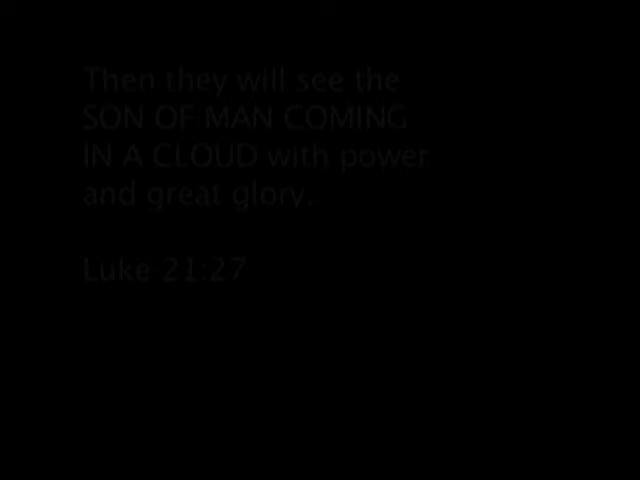 Then they will see the
SON OF MAN COMING
IN A CLOUD with power
and great glory.
Luke 21:27